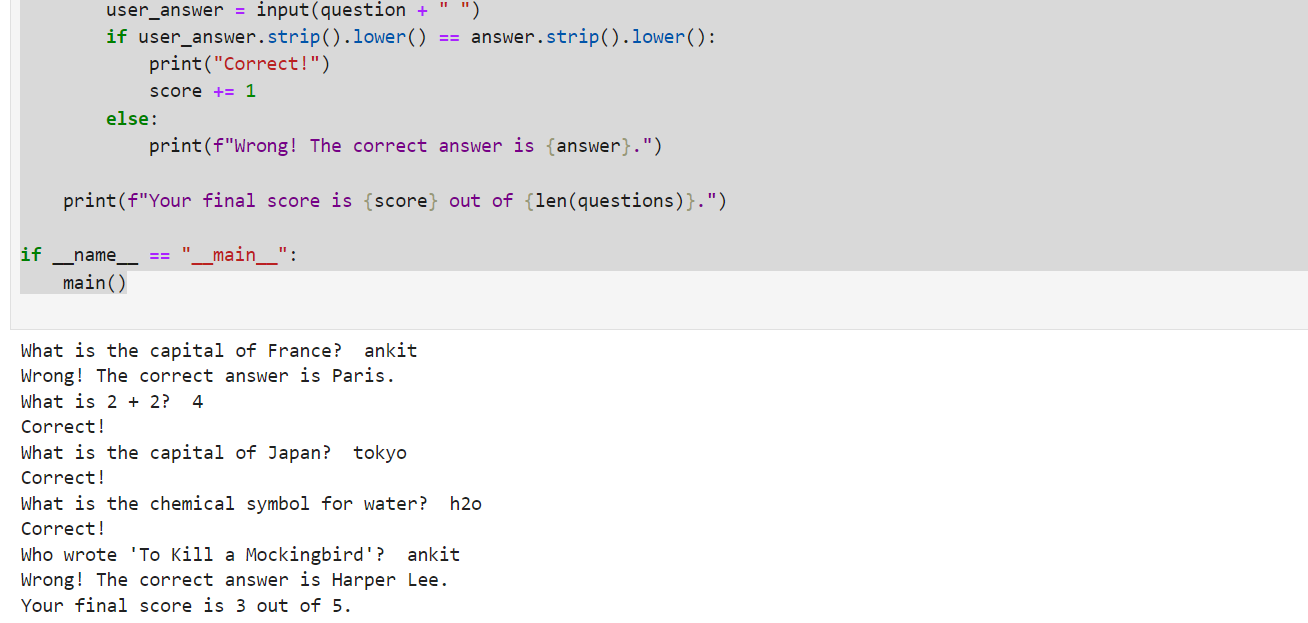 user_answer = input(question + " ")
        if user_answer.strip().lower() == answer.strip().lower():
            print("Correct!")
            score += 1
        else:
            print(f"Wrong! The correct answer is {answer}.")

    print(f"Your final score is {score} out of {len(questions)}.")

if __name__ == "__main__":
    main()

What is the capital of France?  ankit
Wrong! The correct answer is Paris.
What is 2 + 2?  4
Correct!
What is the capital of Japan?  tokyo
Correct!
What is the chemical symbol for water?  h2o
Correct!
Who wrote 'To Kill a Mockingbird'?  ankit
Wrong! The correct answer is Harper Lee.
Your final score is 3 out of 5.